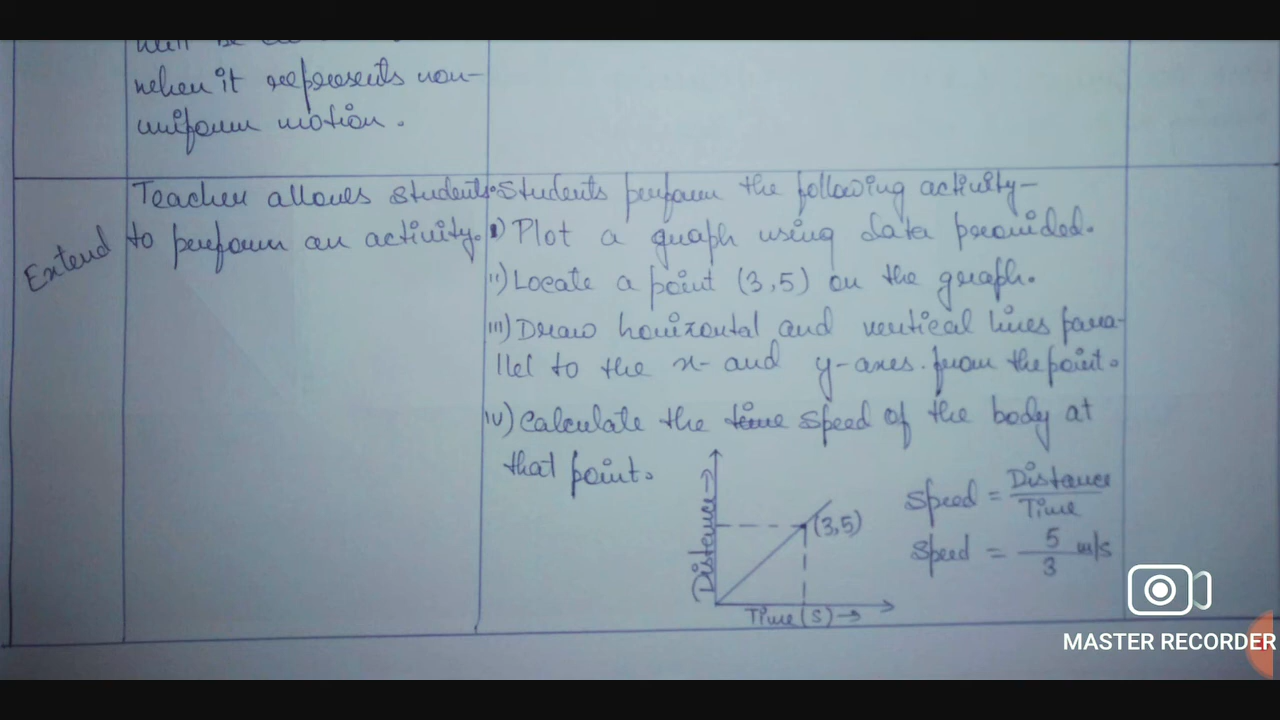 when it represents non-
uniform motion.
Extend
Teacher allows students
to perform an activity.
• Students perform the following activity-
i) Plot a graph using data provided.
ii) Locate a point (3,5) on the graph.
iii) Draw horizontal and vertical lines para-
llel to the x- and y-axes. from the point.
iv) Calculate the time speed of the body at
that point.
Distance →
(3,5)
Time (s) →
Speed = Distance
Time
Speed = 5
3 m/s
MASTER RECORDER